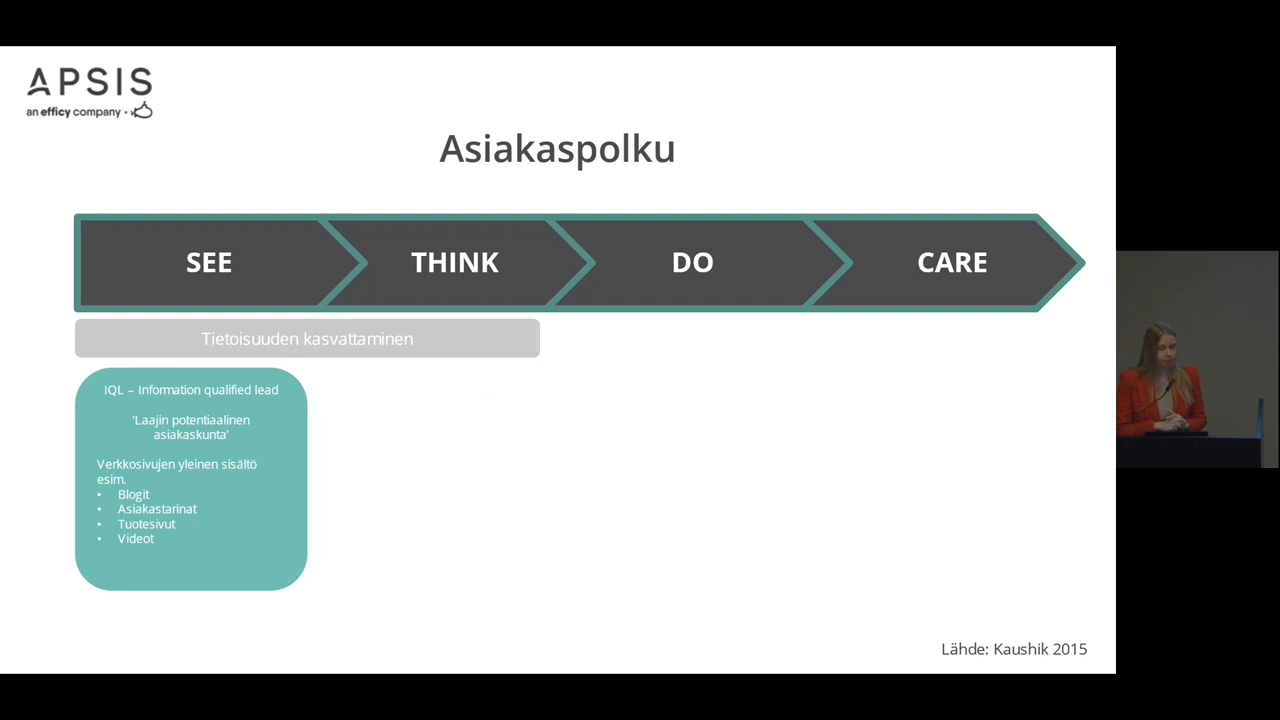 APSIS
an efficy company
Asiakaspolku
SEE
THINK
DO
CARE
Tietoisuuden kasvattaminen
IQL – Information qualified lead
‘Laajin potentiaalinen
asiakaskunta’
Verkkosivujen yleinen sisältö
esim.
• Blogit
• Asiakastarinat
• Tuotesivut
• Videot
Lähde: Kaushik 2015